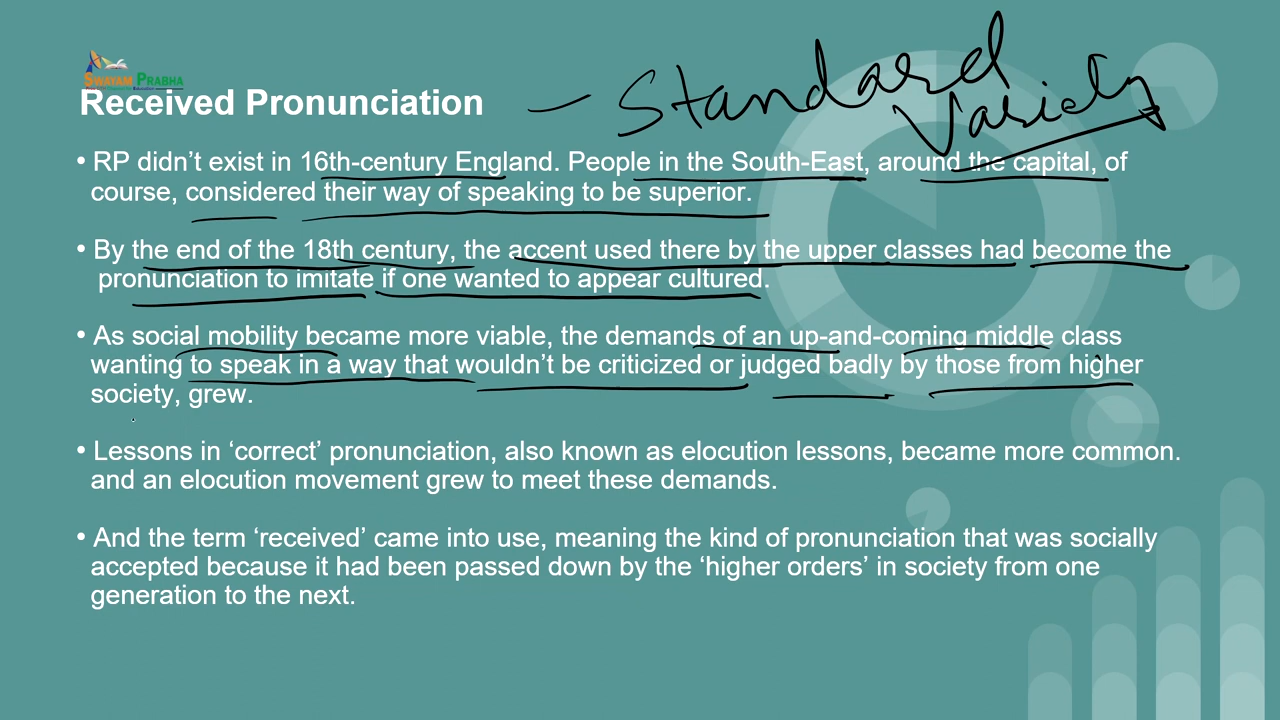 SWAYAM PRABHA
Received Pronunciation – Standard
Variety
• RP didn’t exist in 16th-century England. People in the South-East, around the capital, of
course, considered their way of speaking to be superior.
• By the end of the 18th century, the accent used there by the upper classes had become the
pronunciation to imitate if one wanted to appear cultured.
• As social mobility became more viable, the demands of an up-and-coming middle class
wanting to speak in a way that wouldn’t be criticized or judged badly by those from higher
society, grew.
• Lessons in ‘correct’ pronunciation, also known as elocution lessons, became more common.
and an elocution movement grew to meet these demands.
• And the term ‘received’ came into use, meaning the kind of pronunciation that was socially
accepted because it had been passed down by the ‘higher orders’ in society from one
generation to the next.